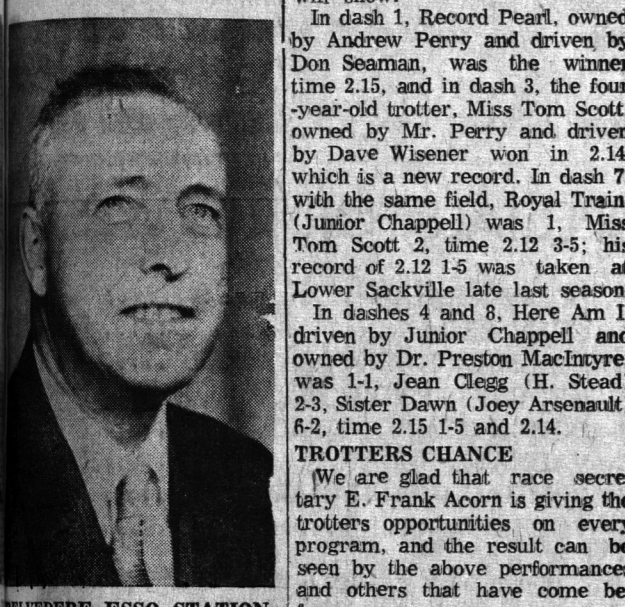 In dash 1, Record Pearl, owned
by Andrew Perry and driven by
Don Seaman, was the winner
time 2.15, and in dash 3, the four
-year-old trotter, Miss Tom Scott
owned by Mr. Perry and driven
by Dave Wisener won in 2.14
which is a new record. In dash 7
with the same field, Royal Train
(Junior Chappell) was 1, Miss
Tom Scott 2, time 2.12 3-5; his
record of 2.12 1-5 was taken at
Lower Sackville late last season
In dashes 4 and 8, Here Am I
driven by Junior Chappell and
owned by Dr. Preston MacIntyre
was 1-1, Jean Clegg (H. Stead)
2-3, Sister Dawn (Joey Arsenault
6-2, time 2.15 1-5 and 2.14.
TROTTERS CHANCE
We are glad that race secre
tary E. Frank Acorn is giving the
trotters opportunities on every
program, and the result can be
seen by the above performances
and others that have come be
BELVEDERE ESSO STATION